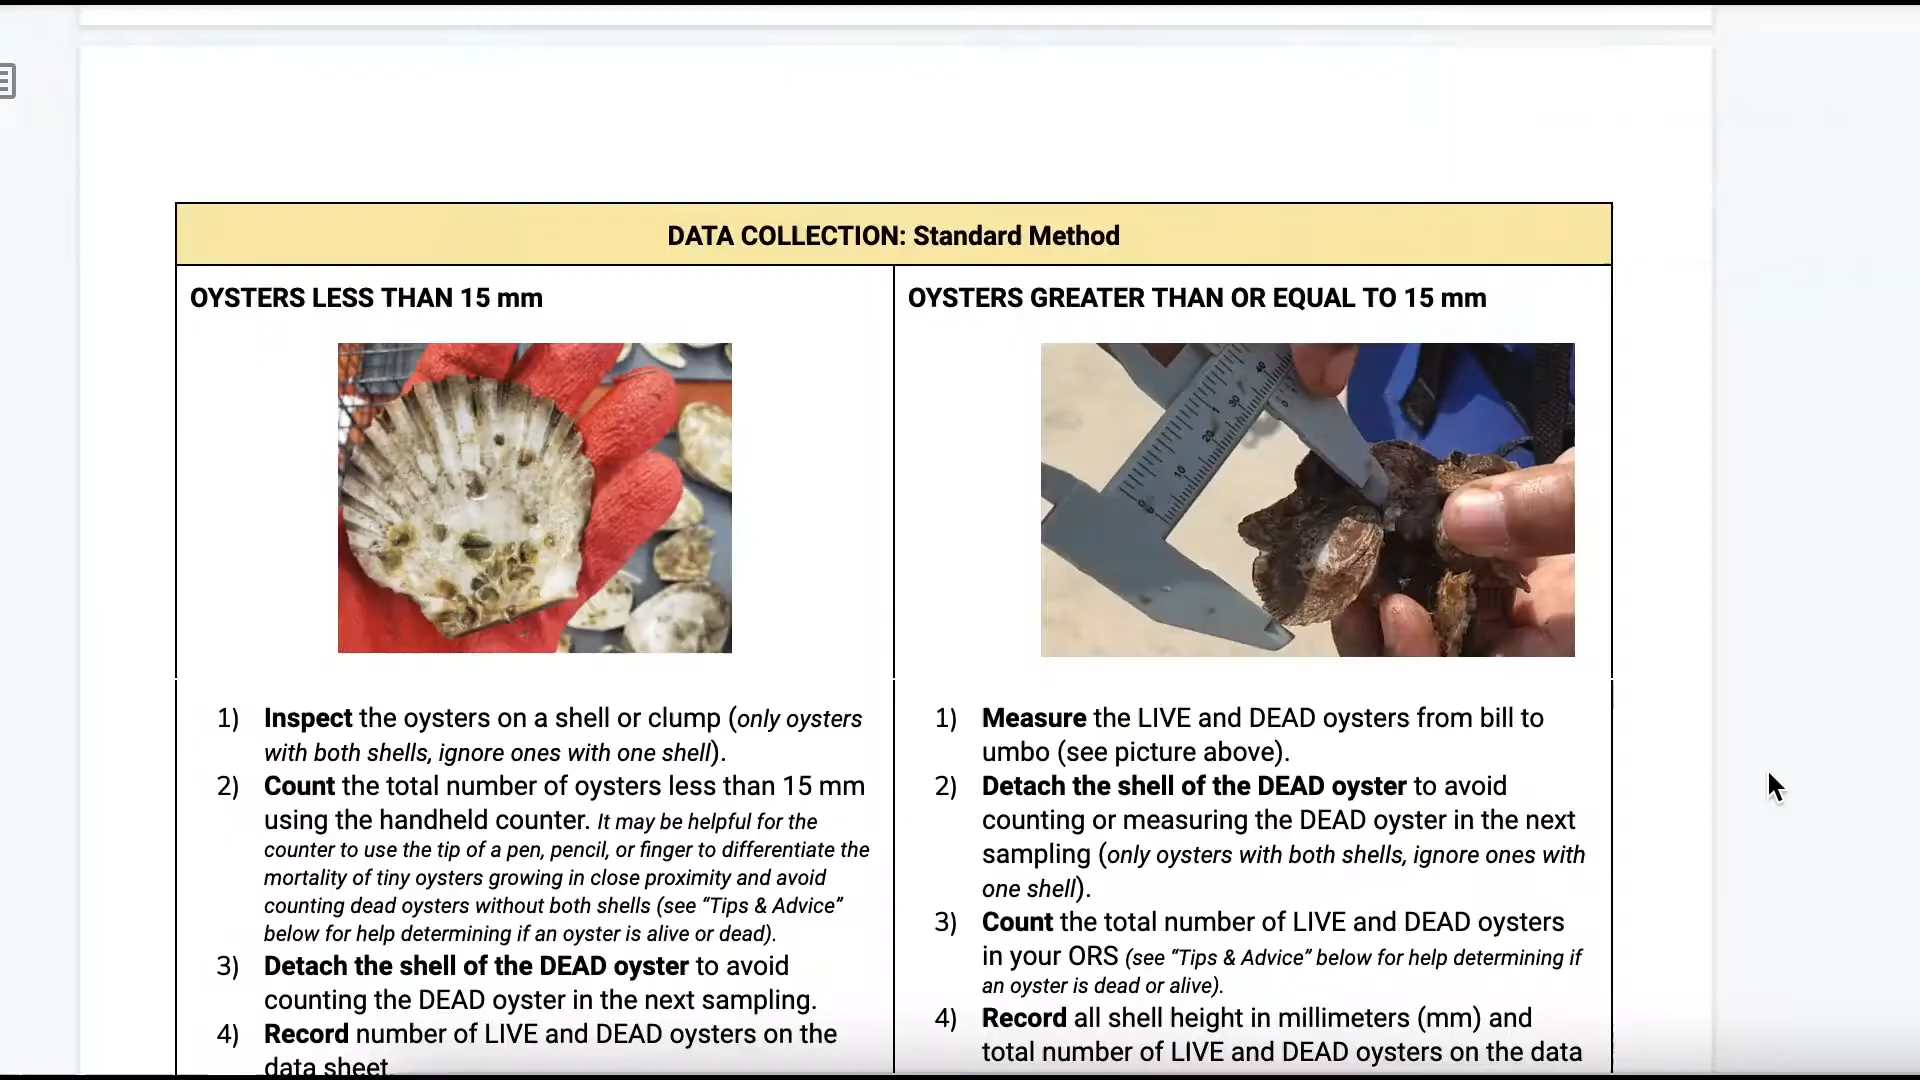 DATA COLLECTION: Standard Method
OYSTERS LESS THAN 15 mm
1) Inspect the oysters on a shell or clump (only oysters
with both shells, ignore ones with one shell).
2) Count the total number of oysters less than 15 mm
using the handheld counter. It may be helpful for the
counter to use the tip of a pen, pencil, or finger to differentiate the
mortality of tiny oysters growing in close proximity and avoid
counting dead oysters without both shells (see “Tips & Advice”
below for help determining if an oyster is alive or dead).
3) Detach the shell of the DEAD oyster to avoid
counting the DEAD oyster in the next sampling.
4) Record number of LIVE and DEAD oysters on the
data sheet
OYSTERS GREATER THAN OR EQUAL TO 15 mm
0 10 20 30 40
0 1
0
1) Measure the LIVE and DEAD oysters from bill to
umbo (see picture above).
2) Detach the shell of the DEAD oyster to avoid
counting or measuring the DEAD oyster in the next
sampling (only oysters with both shells, ignore ones with
one shell).
3) Count the total number of LIVE and DEAD oysters
in your ORS (see “Tips & Advice” below for help determining if
an oyster is dead or alive).
4) Record all shell height in millimeters (mm) and
total number of LIVE and DEAD oysters on the data